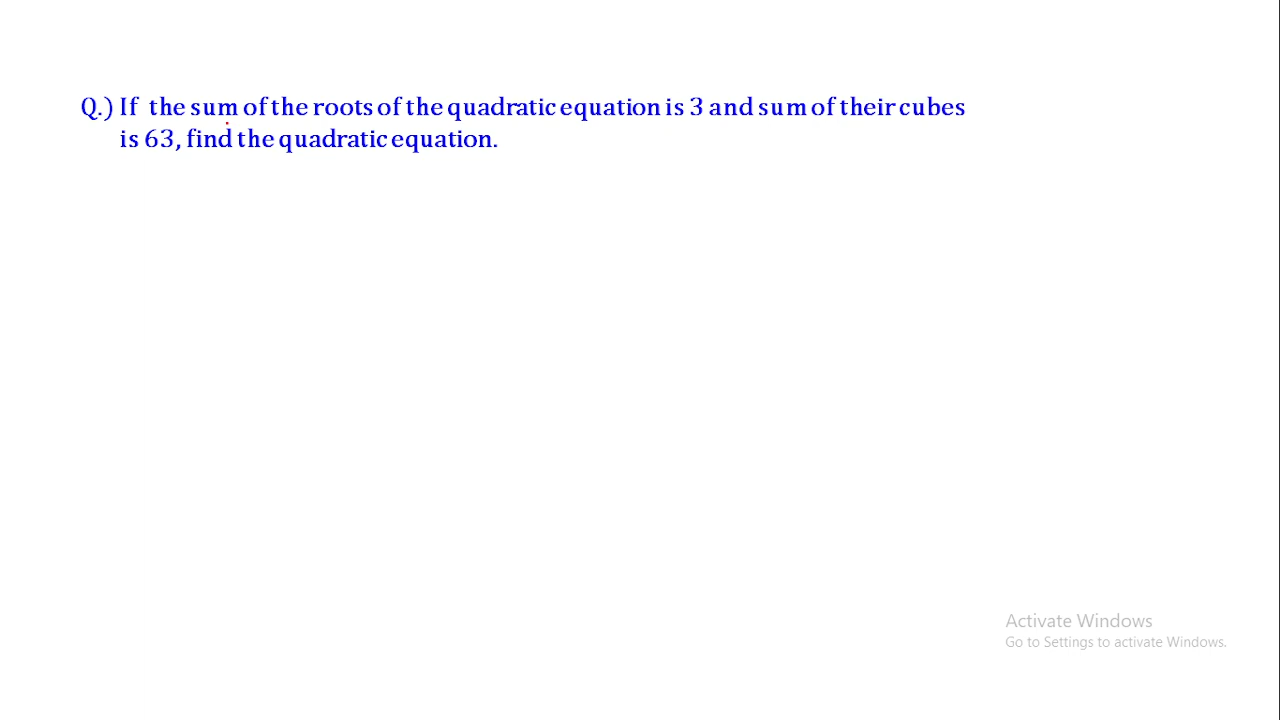 Q.) If the sum of the roots of the quadratic equation is 3 and sum of their cubes
is 63, find the quadratic equation.
Activate Windows
Go to Settings to activate Windows.